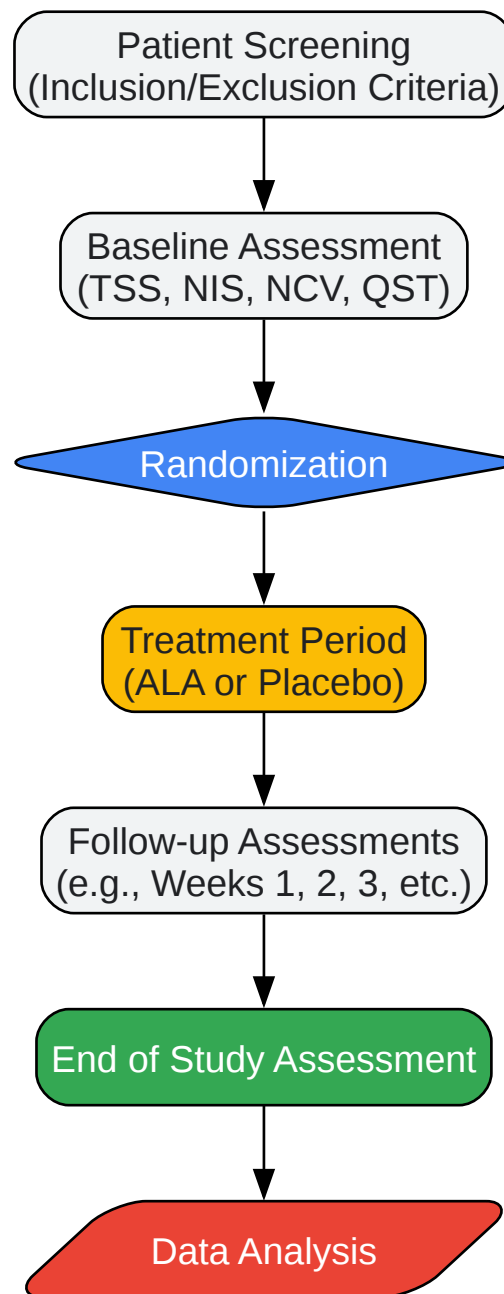 Patient Screening
(Inclusion/Exclusion Criteria)
Baseline Assessment
(TSS, NIS, NCV, QST)
Randomization
Treatment Period
(ALA or Placebo)
Follow-up Assessments
(e.g., Weeks 1, 2, 3, etc.)
End of Study Assessment
Data Analysis